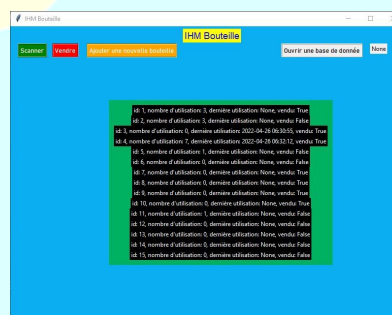 IHM Bouteille
IHM Bouteille
Scanner Vendre Ajouter une nouvelle bouteille Ouvrir une base de donnée None
id: 1, nombre d'utilisation: 3, dernière utilisation: None, vendu: True
id: 2, nombre d'utilisation: 3, dernière utilisation: None, vendu: False
id: 3, nombre d'utilisation: 0, dernière utilisation: 2022-04-26 06:30:55, vendu: True
id: 4, nombre d'utilisation: 7, dernière utilisation: 2022-04-26 06:32:12, vendu: True
id: 5, nombre d'utilisation: 1, dernière utilisation: None, vendu: False
id: 6, nombre d'utilisation: 0, dernière utilisation: None, vendu: False
id: 7, nombre d'utilisation: 0, dernière utilisation: None, vendu: True
id: 8, nombre d'utilisation: 0, dernière utilisation: None, vendu: True
id: 9, nombre d'utilisation: 0, dernière utilisation: None, vendu: True
id: 10, nombre d'utilisation: 0, dernière utilisation: None, vendu: True
id: 11, nombre d'utilisation: 1, dernière utilisation: None, vendu: False
id: 12, nombre d'utilisation: 0, dernière utilisation: None, vendu: False
id: 13, nombre d'utilisation: 0, dernière utilisation: None, vendu: False
id: 14, nombre d'utilisation: 0, dernière utilisation: None, vendu: False
id: 15, nombre d'utilisation: 0, dernière utilisation: None, vendu: False